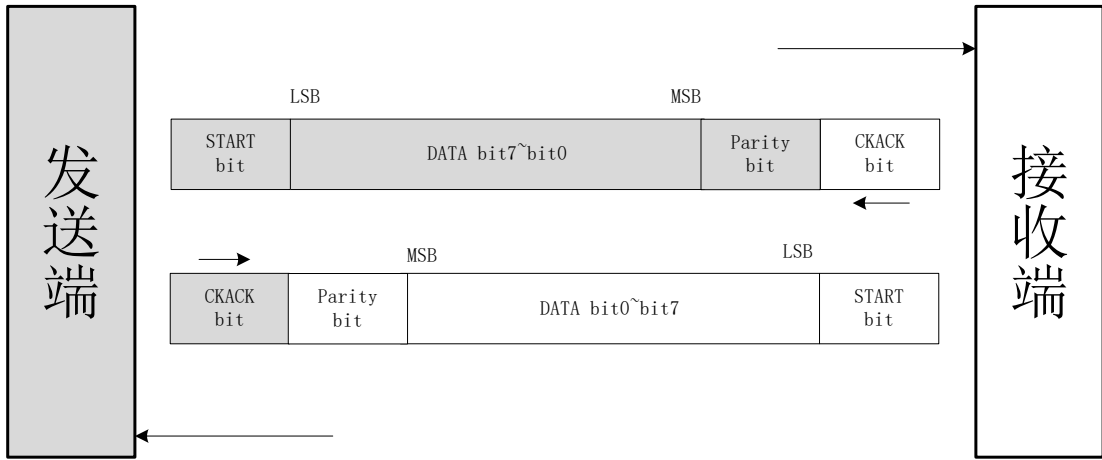 发送端
LSB
MSB
START
bit
DATA bit7~bit0
Parity
bit
CKACK
bit
MSB
LSB
CKACK
bit
Parity
bit
DATA bit0~bit7
START
bit
接收端